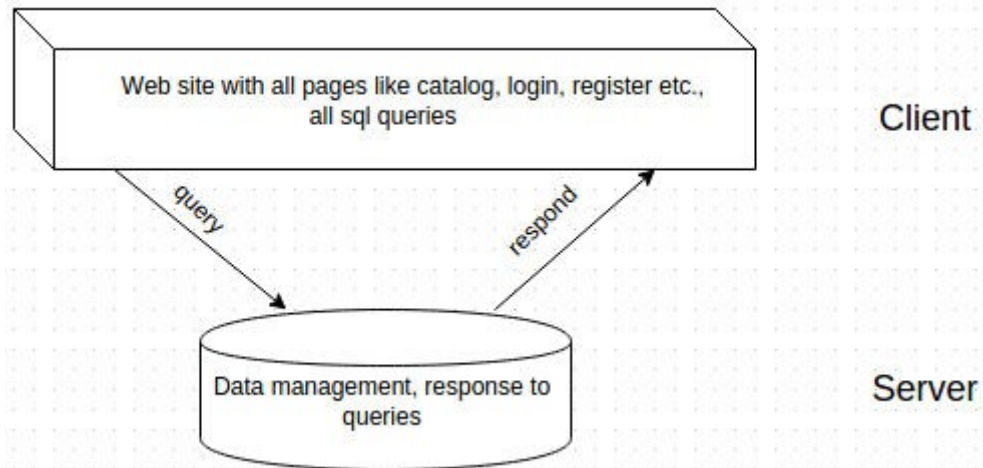 Web site with all pages like catalog, login, register etc.,
all sql queries
Client
query
respond
Data management, response to
queries
Server